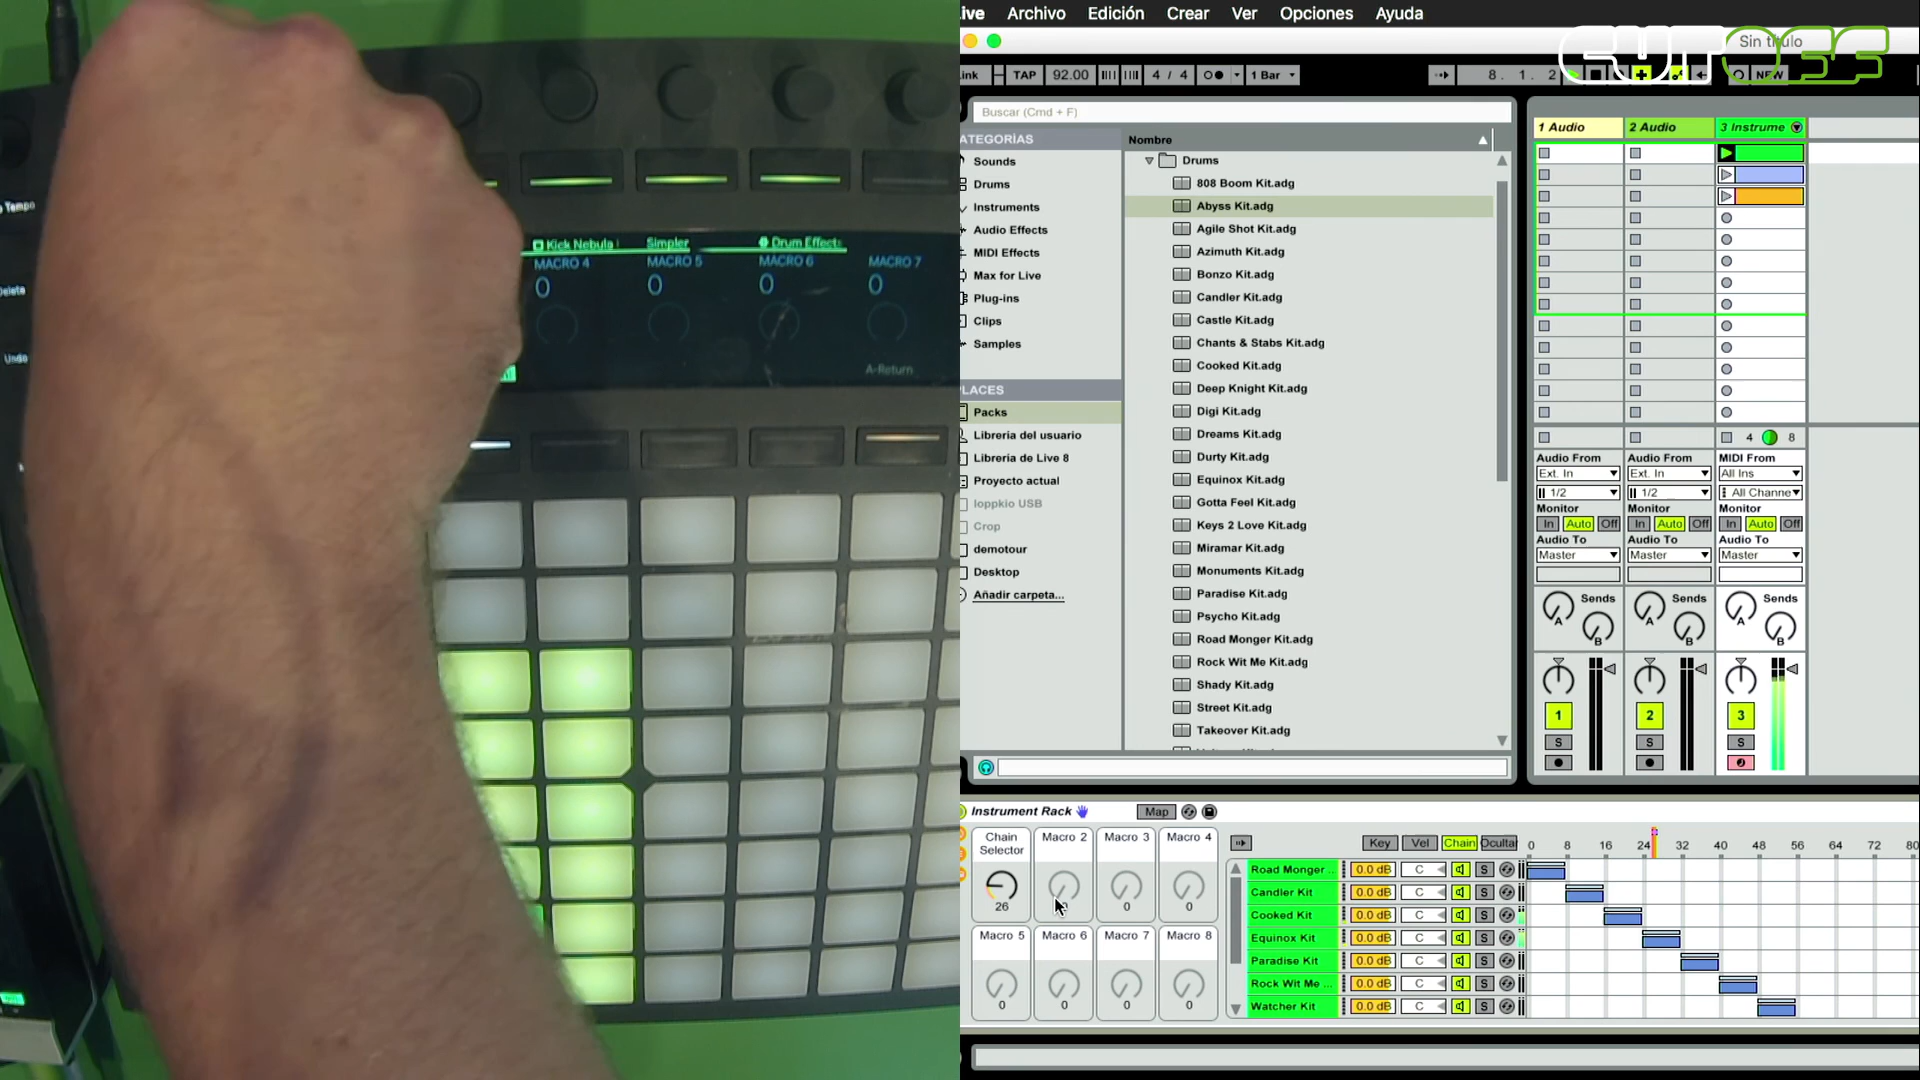 ive Archivo Edición Crear Ver Opciones Ayuda
Sin título
CUTOFF
ink TAP 92.00 4 / 4 1 Bar 8. 1. 2 NEW
Buscar (Cmd + F)
ATEGORÍAS
Sounds
Drums
Instruments
Audio Effects
MIDI Effects
Max for Live
Plug-ins
Clips
Samples
PLACES
Packs
Libreria del usuario
Libreria de Live 8
Proyecto actual
loppkio USB
Crop
demotour
Desktop
Añadir carpeta...
Nombre
Drums
808 Boom Kit.adg
Abyss Kit.adg
Agile Shot Kit.adg
Azimuth Kit.adg
Bonzo Kit.adg
Candler Kit.adg
Castle Kit.adg
Chants & Stabs Kit.adg
Cooked Kit.adg
Deep Knight Kit.adg
Digi Kit.adg
Dreams Kit.adg
Durty Kit.adg
Equinox Kit.adg
Gotta Feel Kit.adg
Keys 2 Love Kit.adg
Miramar Kit.adg
Monuments Kit.adg
Paradise Kit.adg
Psycho Kit.adg
Road Monger Kit.adg
Rock Wit Me Kit.adg
Shady Kit.adg
Street Kit.adg
Takeover Kit.adg
1 Audio 2 Audio 3 Instrume
4 8
Audio From Audio From MIDI From
Ext. In Ext. In All Ins
1/2 1/2 All Channe
Monitor Monitor Monitor
In Auto Off In Auto Off In Auto Off
Audio To Audio To Audio To
Master Master Master
Sends Sends Sends
A B A B A B
1 2 3
S S S
Instrument Rack Map
Chain Selector Macro 2 Macro 3 Macro 4
26 0 0
Macro 5 Macro 6 Macro 7 Macro 8
0 0 0 0
Key Vel Chain Ocultar 0 8 16 24 32 40 48 56 64 72 80
Road Monger ... 0.0 dB C S
Candler Kit 0.0 dB C S
Cooked Kit 0.0 dB C S
Equinox Kit 0.0 dB C S
Paradise Kit 0.0 dB C S
Rock Wit Me ... 0.0 dB C S
Watcher Kit 0.0 dB C S
Tempo
Delete
Undo
Kick Nebula Simpler Drum Effects
MACRO 4 MACRO 5 MACRO 6 MACRO 7
0 0 0 0
A-Return